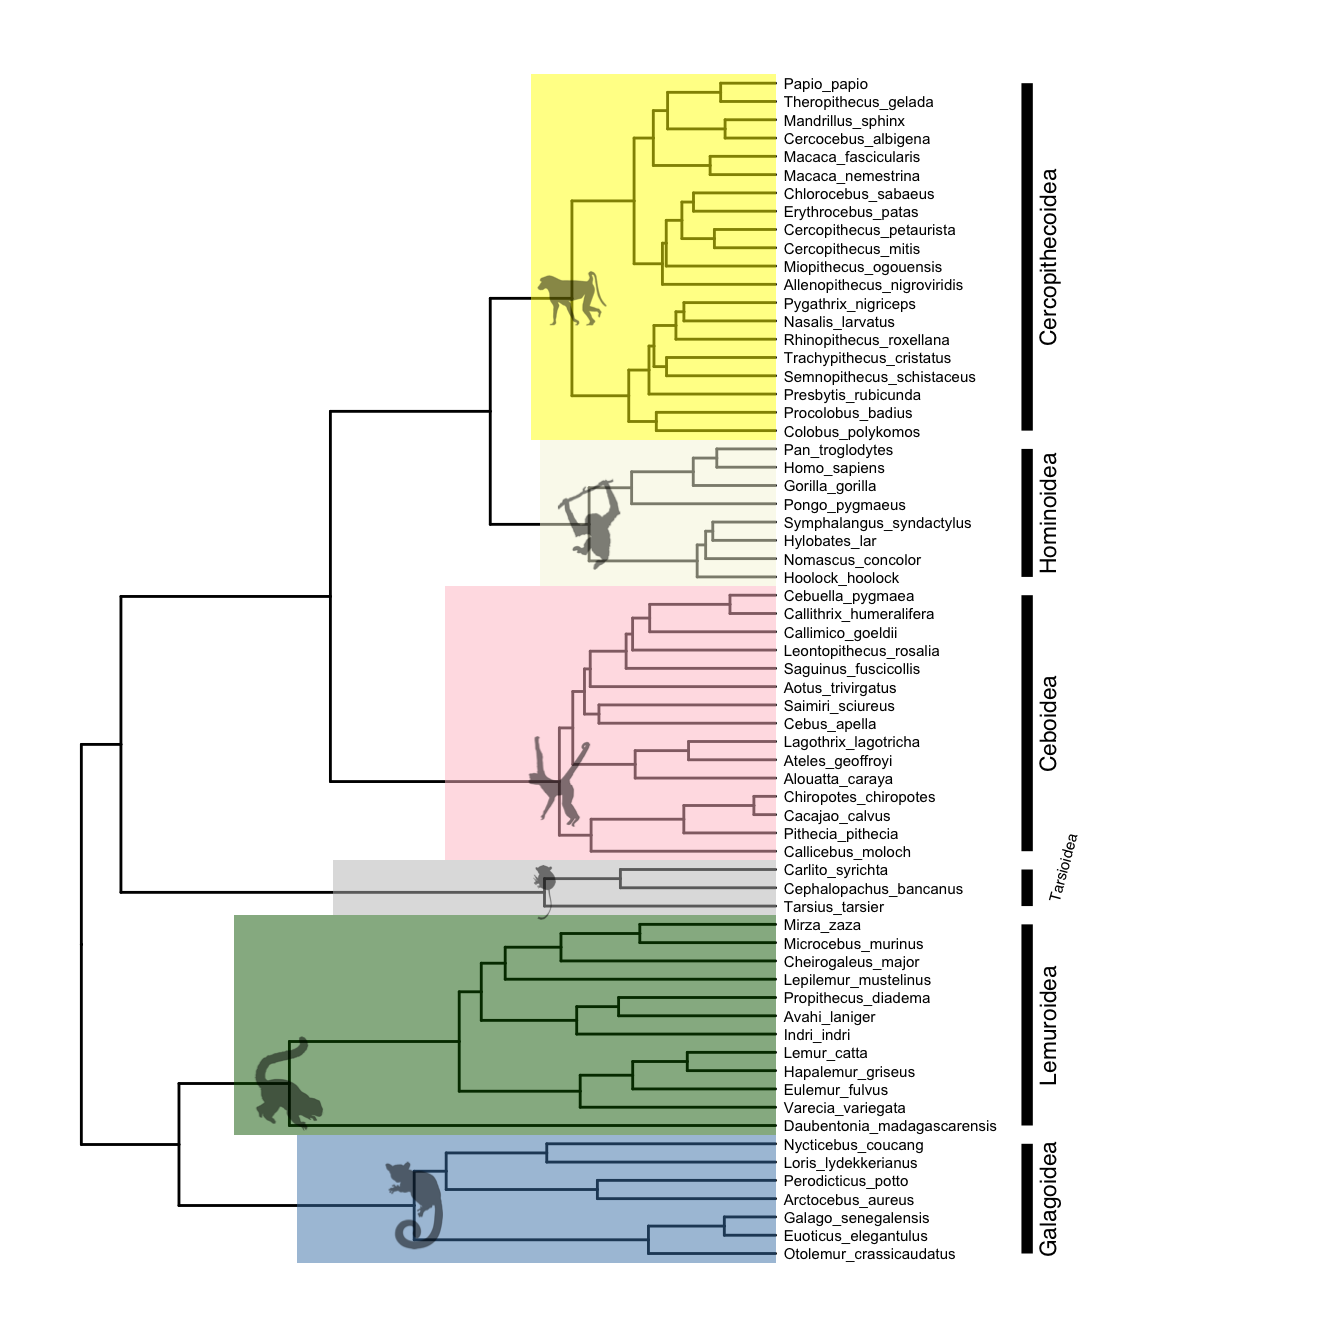 Papio_papio
Theropithecus_gelada
Mandrillus_sphinx
Cercocebus_albigena
Macaca_fascicularis
Macaca_nemestrina
Chlorocebus_sabaeus
Erythrocebus_patas
Cercopithecus_petaurista
Cercopithecus_mitis
Miopithecus_ogouensis
Allenopithecus_nigroviridis
Pygathrix_nigriceps
Nasalis_larvatus
Rhinopithecus_roxellana
Trachypithecus_cristatus
Semnopithecus_schistaceus
Presbytis_rubicunda
Procolobus_badius
Colobus_polykomos
Cercopithecoidea
Pan_troglodytes
Homo_sapiens
Gorilla_gorilla
Pongo_pygmaeus
Symphalangus_syndactylus
Hylobates_lar
Nomascus_concolor
Hoolock_hoolock
Hominoidea
Cebuella_pygmaea
Callithrix_humeralifera
Callimico_goeldii
Leontopithecus_rosalia
Saguinus_fuscicollis
Aotus_trivirgatus
Saimiri_sciureus
Cebus_apella
Lagothrix_lagotricha
Ateles_geoffroyi
Alouatta_caraya
Chiropotes_chiropotes
Cacajao_calvus
Pithecia_pithecia
Callicebus_moloch
Ceboidea
Carlito_syrichta
Cephalopachus_bancanus
Tarsius_tarsier
Tarsioidea
Mirza_zaza
Microcebus_murinus
Cheirogaleus_major
Lepilemur_mustelinus
Propithecus_diadema
Avahi_laniger
Indri_indri
Lemur_catta
Hapalemur_griseus
Eulemur_fulvus
Varecia_variegata
Daubentonia_madagascarensis
Lemuroidea
Nycticebus_coucang
Loris_lydekkerianus
Perodicticus_potto
Arctocebus_aureus
Galago_senegalensis
Euoticus_elegantulus
Otolemur_crassicaudatus
Galagoidea